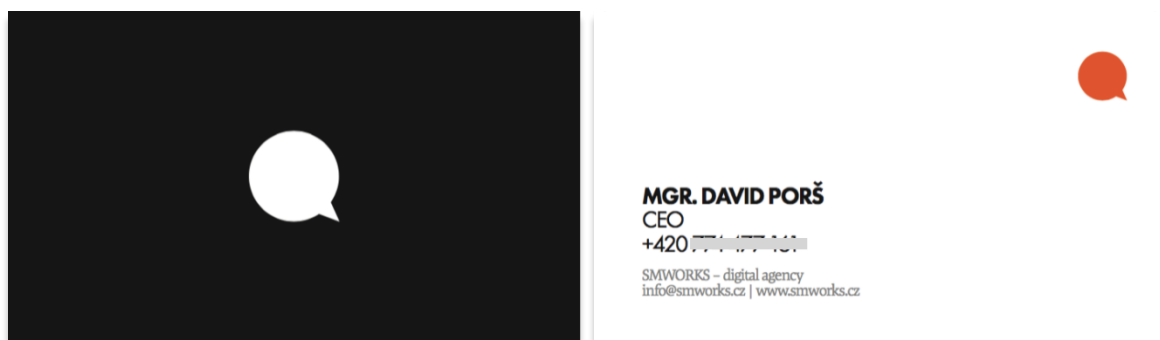 MGR. DAVID PORŠ
CEO
+420
SMWORKS – digital agency
info@smworks.cz | www.smworks.cz